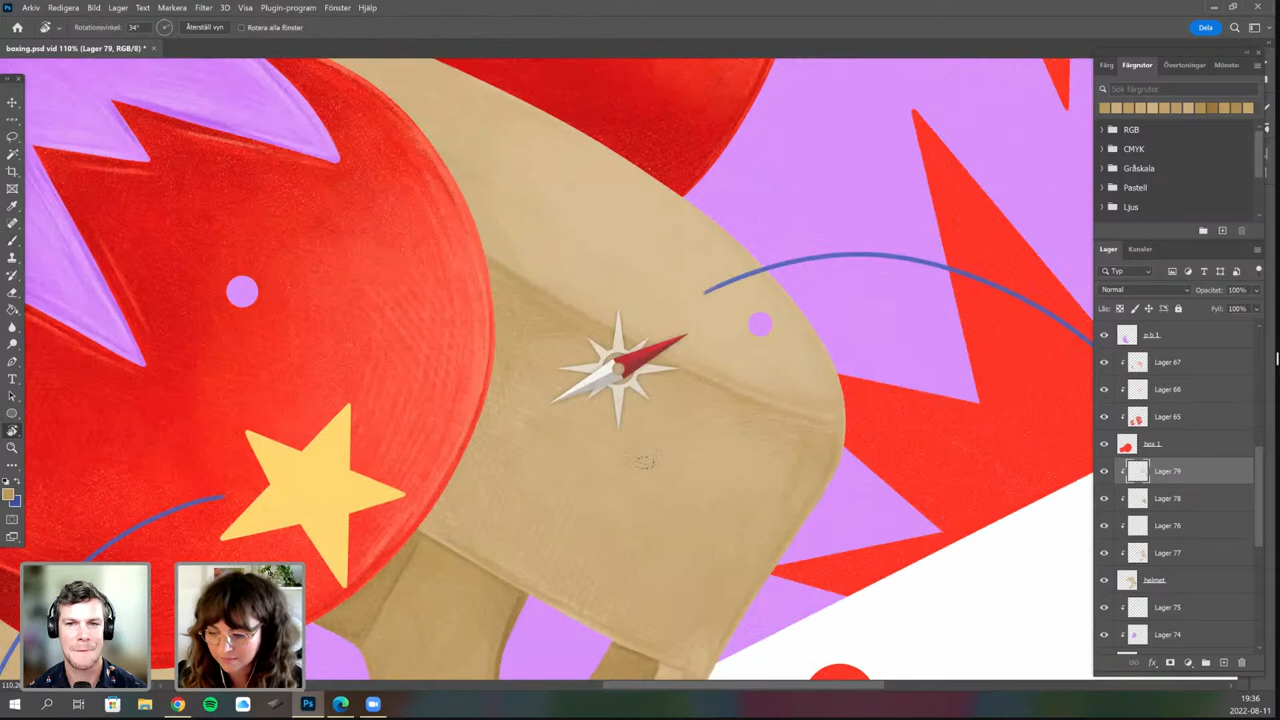 Arkiv Redigera Bild Lager Text Markera Filter 3D Visa Plugin-program Fönster Hjälp
Rotationsvinkel: 34° Återställ vyn Rotera alla fönster Dela
boxing.psd vid 110% (Lager 79, RGB/8) *
Färg Färgrutor Övertoningar Mönste
Sök färgrutor
RGB
CMYK
Gråskala
Pastell
Ljus
Lager Kanaler
Typ
Normal Opacitet: 100%
Lås: Fyll: 100%
p b 1
Lager 67
Lager 66
Lager 65
box 1
Lager 79
Lager 78
Lager 76
Lager 77
helmet
Lager 75
Lager 74
fx
19:36
2022-08-11